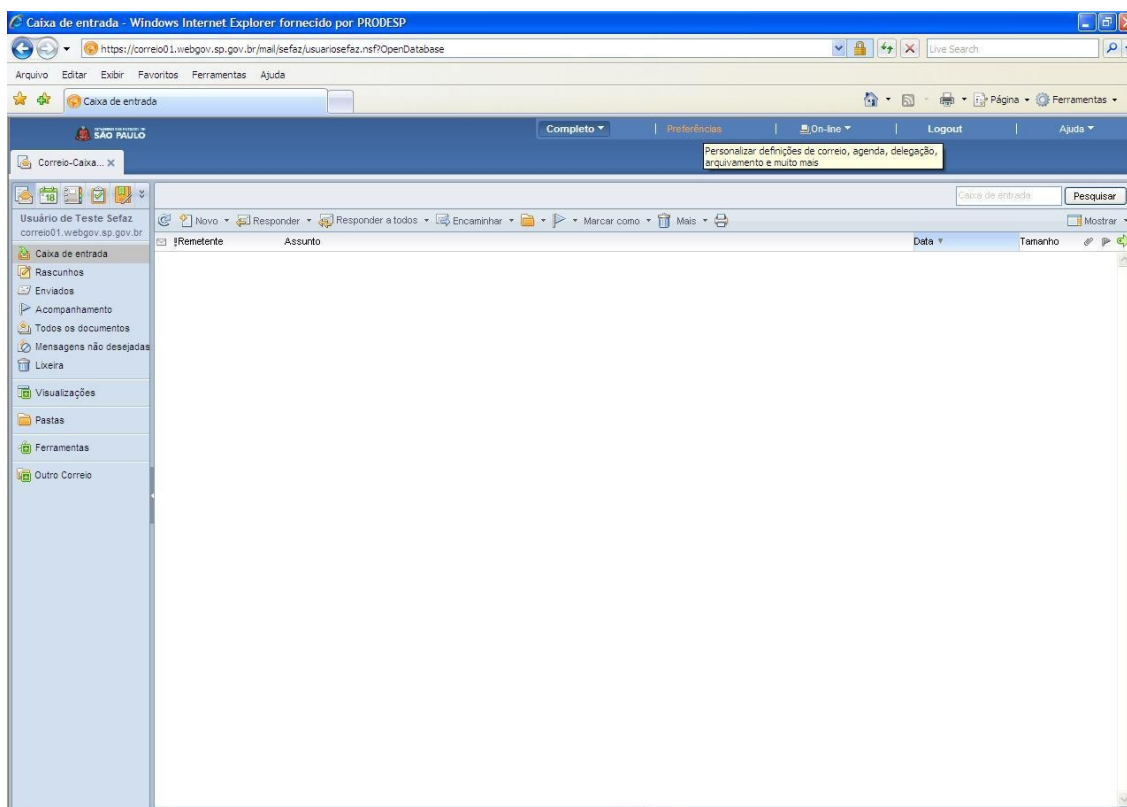 Caixa de entrada - Windows Internet Explorer fornecido por PRODESP
https://correio01.webgov.sp.gov.br/mail/sefaz/usuariosefaz.nsf?OpenDatabase
Live Search
Arquivo Editar Exibir Favoritos Ferramentas Ajuda
Caixa de entrada
Página Ferramentas
SÃO PAULO
Completo | Preferências | On-line | Logout | Ajuda
Personalizar definições de correio, agenda, delegação,
arquivamento e muito mais
Correio-Caixa... X
18
Caixa de entrada Pesquisar
Usuário de Teste Sefaz
correio01.webgov.sp.gov.br
Novo Responder Responder a todos Encaminhar Marcar como Mais Mostrar
! Remetente Assunto Data Tamanho
Caixa de entrada
Rascunhos
Enviados
Acompanhamento
Todos os documentos
Mensagens não desejadas
Lixeira
Visualizações
Pastas
Ferramentas
Outro Correio